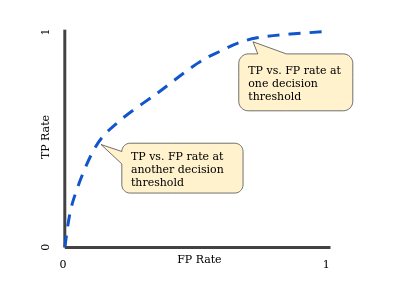 1
TP vs. FP rate at
one decision
threshold
TP Rate
TP vs. FP rate at
another decision
threshold
0
0
FP Rate
1